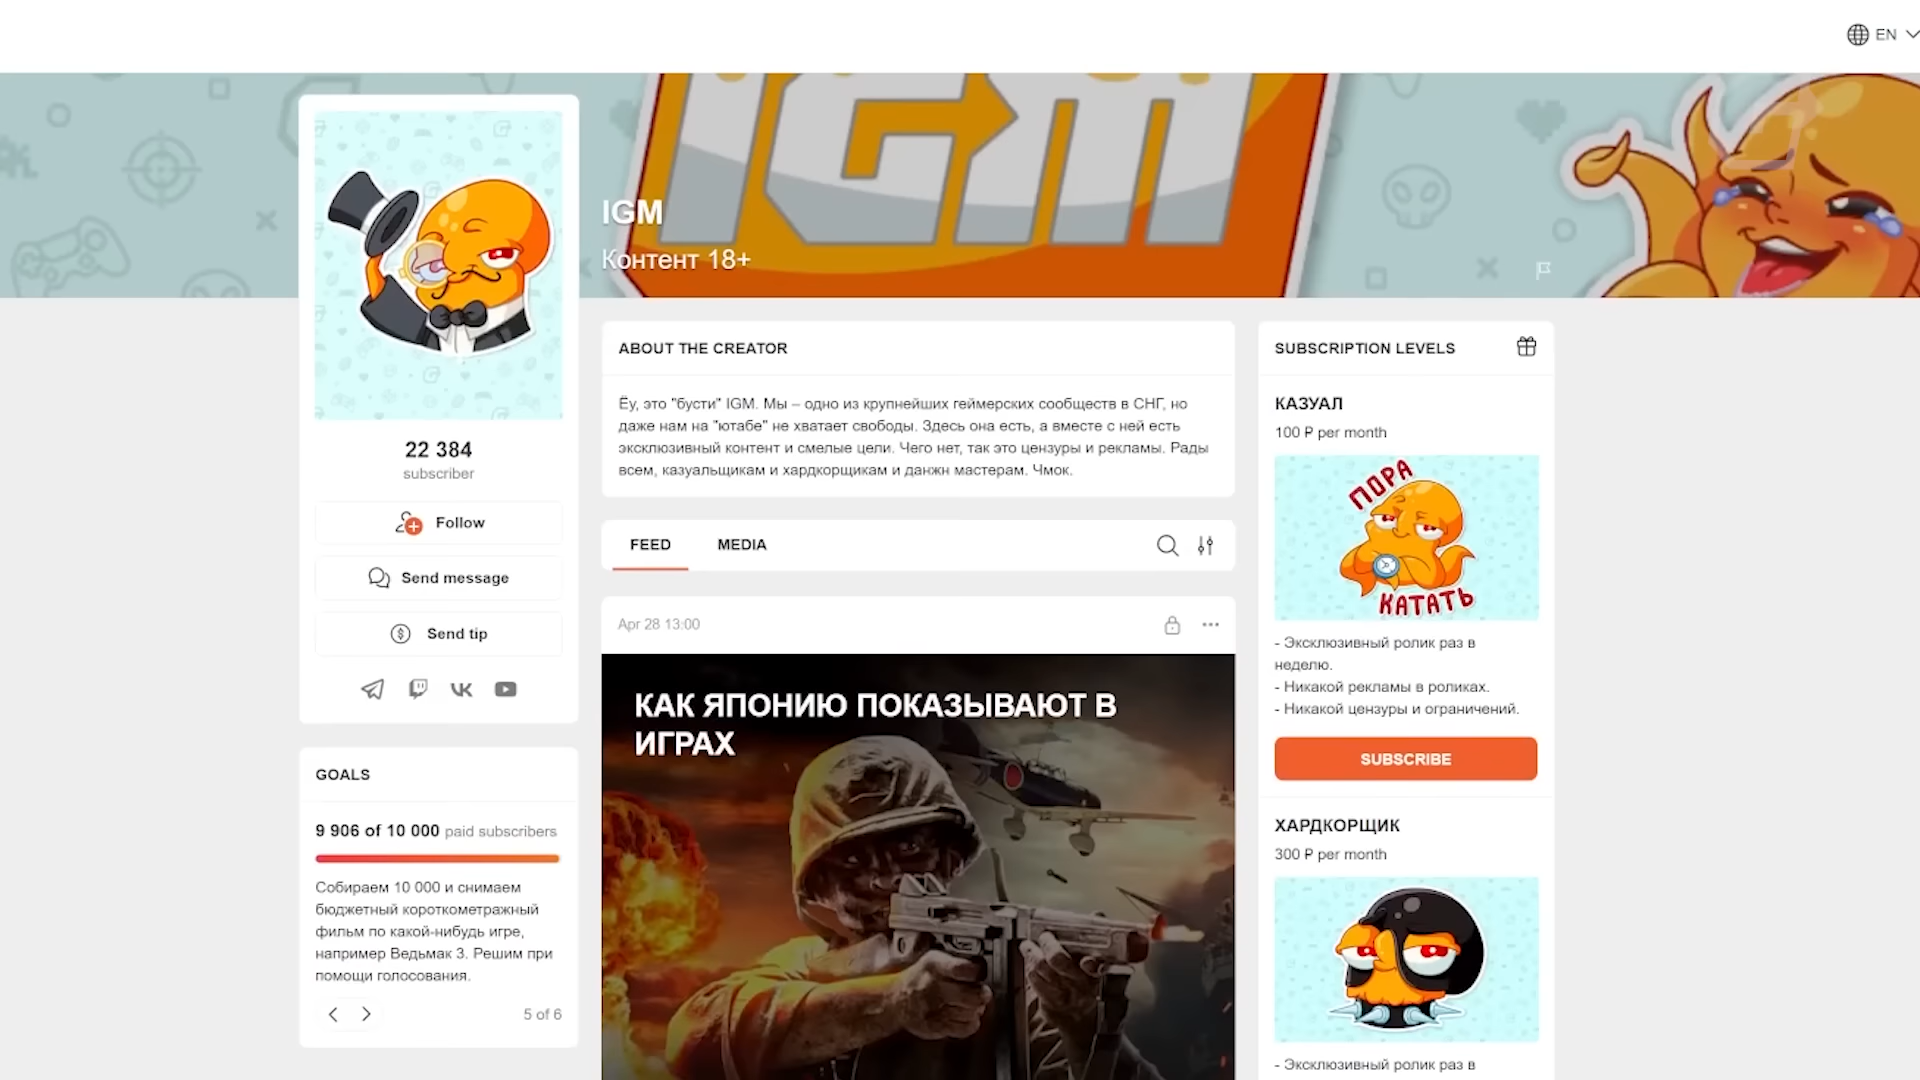 EN
IGM
IGM
Контент 18+
22 384
subscriber
Follow
Send message
Send tip
GOALS
9 906 of 10 000 paid subscribers
Собираем 10 000 и снимаем
бюджетный короткометражный
фильм по какой-нибудь игре,
например Ведьмак 3. Решим при
помощи голосования.
5 of 6
ABOUT THE CREATOR
Ёу, это "бусти" IGM. Мы – одно из крупнейших геймерских сообществ в СНГ, но
даже нам на "ютабе" не хватает свободы. Здесь она есть, а вместе с ней есть
эксклюзивный контент и смелые цели. Чего нет, так это цензуры и рекламы. Рады
всем, казуальщикам и хардкорщикам и данжн мастерам. Чмок.
FEED MEDIA
Apr 28 13:00
КАК ЯПОНИЮ ПОКАЗЫВАЮТ В
ИГРАХ
SUBSCRIPTION LEVELS
КАЗУАЛ
100 ₽ per month
ПОРА
КАТАТЬ
- Эксклюзивный ролик раз в
неделю.
- Никакой рекламы в роликах.
- Никакой цензуры и ограничений.
SUBSCRIBE
ХАРДКОРЩИК
300 ₽ per month
- Эксклюзивный ролик раз в